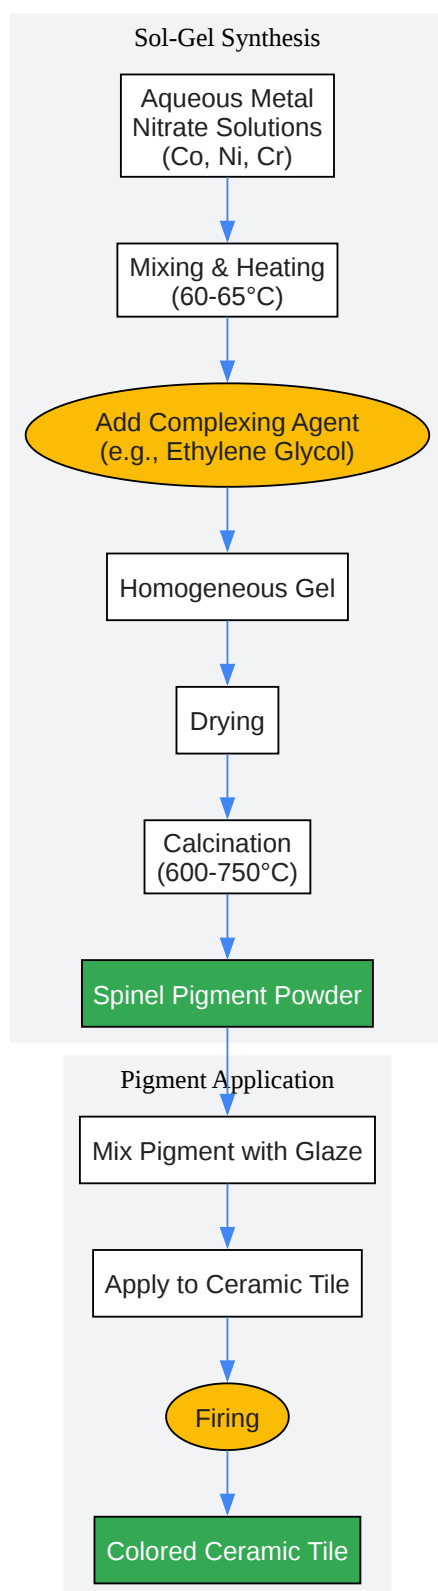 Sol-Gel Synthesis
Aqueous Metal
Nitrate Solutions
(Co, Ni, Cr)
Mixing & Heating
(60-65°C)
Add Complexing Agent
(e.g., Ethylene Glycol)
Homogeneous Gel
Drying
Calcination
(600-750°C)
Spinel Pigment Powder
Pigment Application
Mix Pigment with Glaze
Apply to Ceramic Tile
Firing
Colored Ceramic Tile